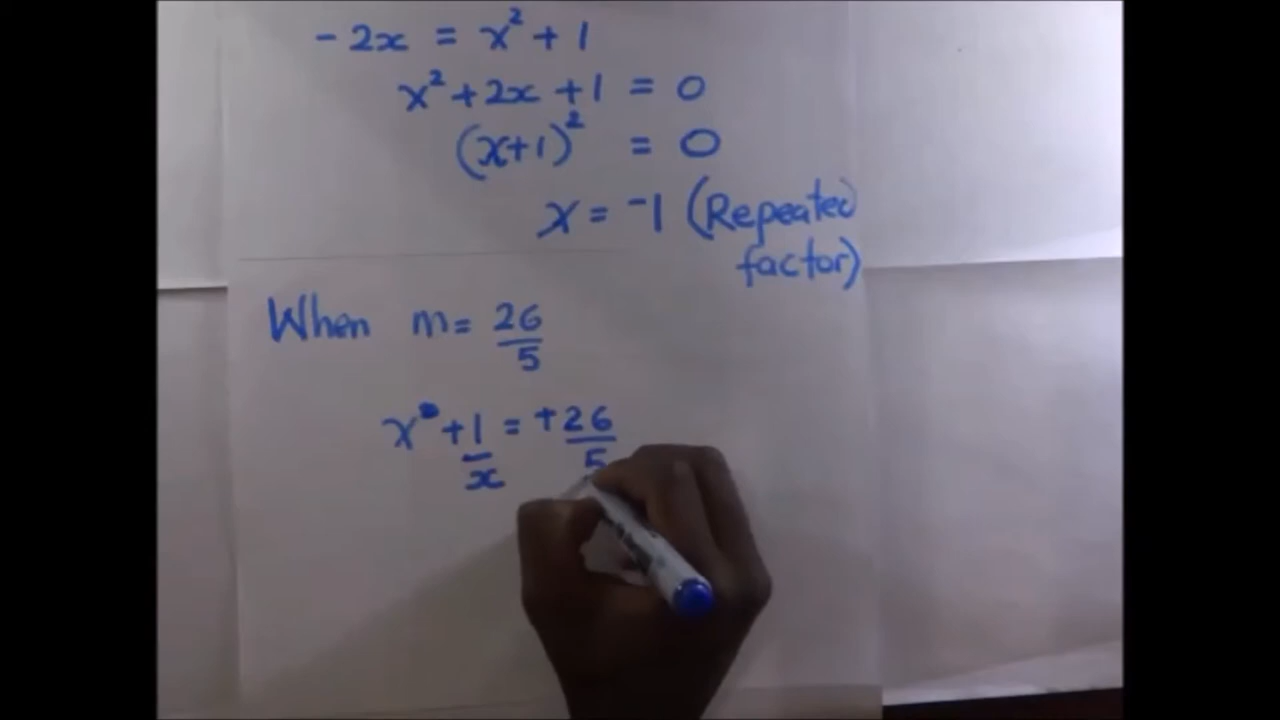 -2x = x² + 1
x² + 2x + 1 = 0
(x+1)² = 0
x = -1 (Repeated factor)
When m = 26/5
x + 1/x = +26/5